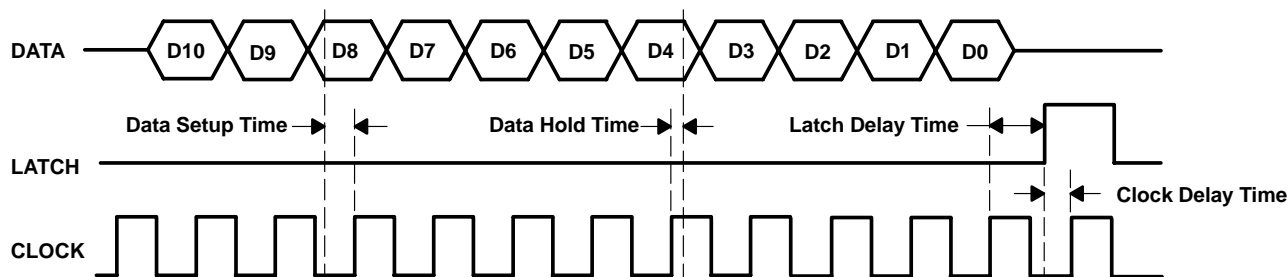 DATA D10 D9 D8 D7 D6 D5 D4 D3 D2 D1 D0
Data Setup Time Data Hold Time Latch Delay Time
LATCH
Clock Delay Time
CLOCK